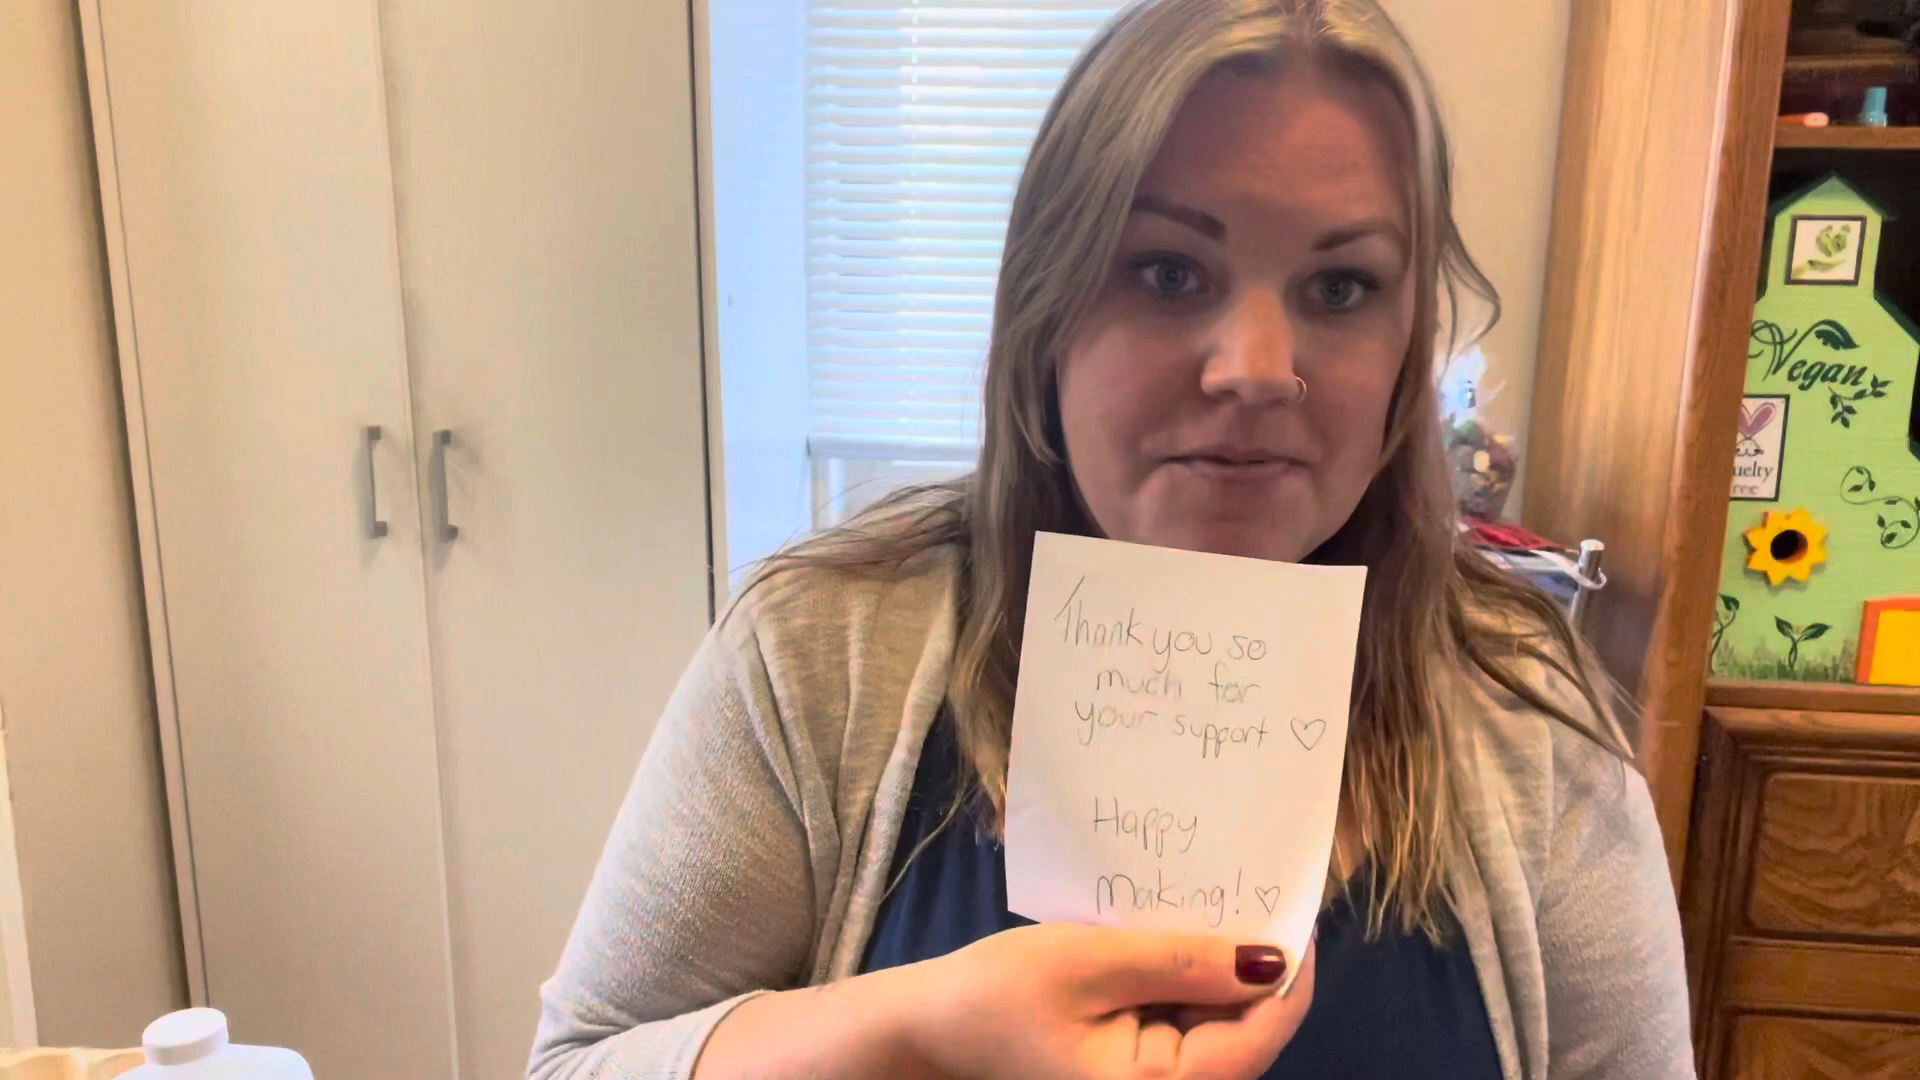 Thank you so
much for
your support ♡
Happy
Making! ♡
Vegan